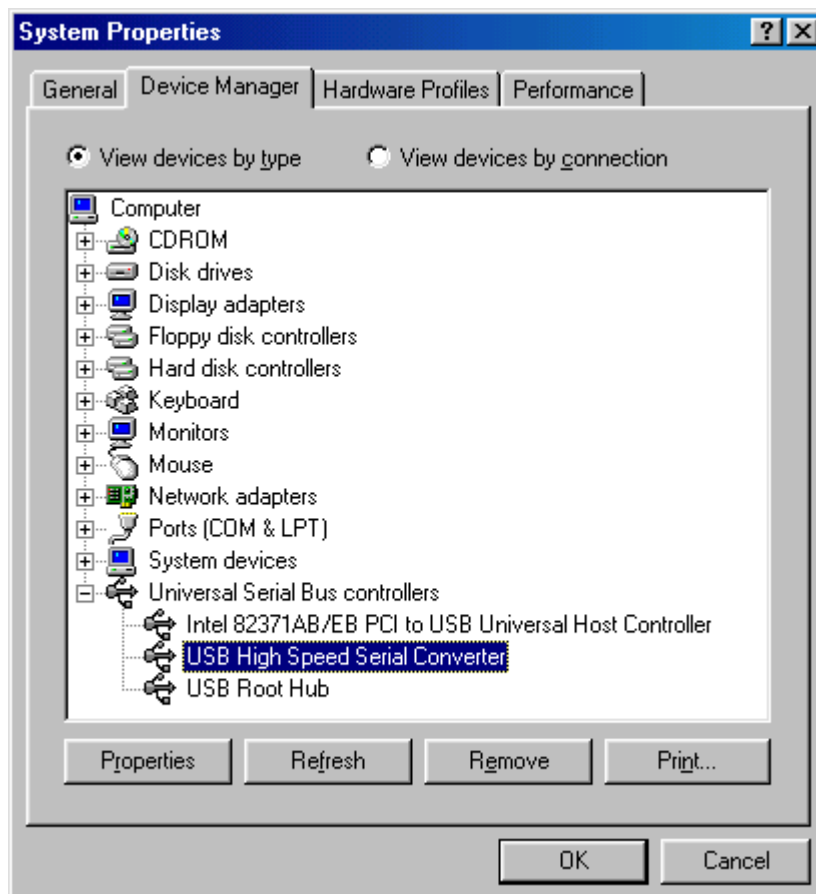 System Properties
General Device Manager Hardware Profiles Performance
View devices by type View devices by connection
Computer
CDROM
Disk drives
Display adapters
Floppy disk controllers
Hard disk controllers
Keyboard
Monitors
Mouse
Network adapters
Ports (COM & LPT)
System devices
Universal Serial Bus controllers
Intel 82371AB/EB PCI to USB Universal Host Controller
USB High Speed Serial Converter
USB Root Hub
Properties Refresh Remove Print...
OK Cancel